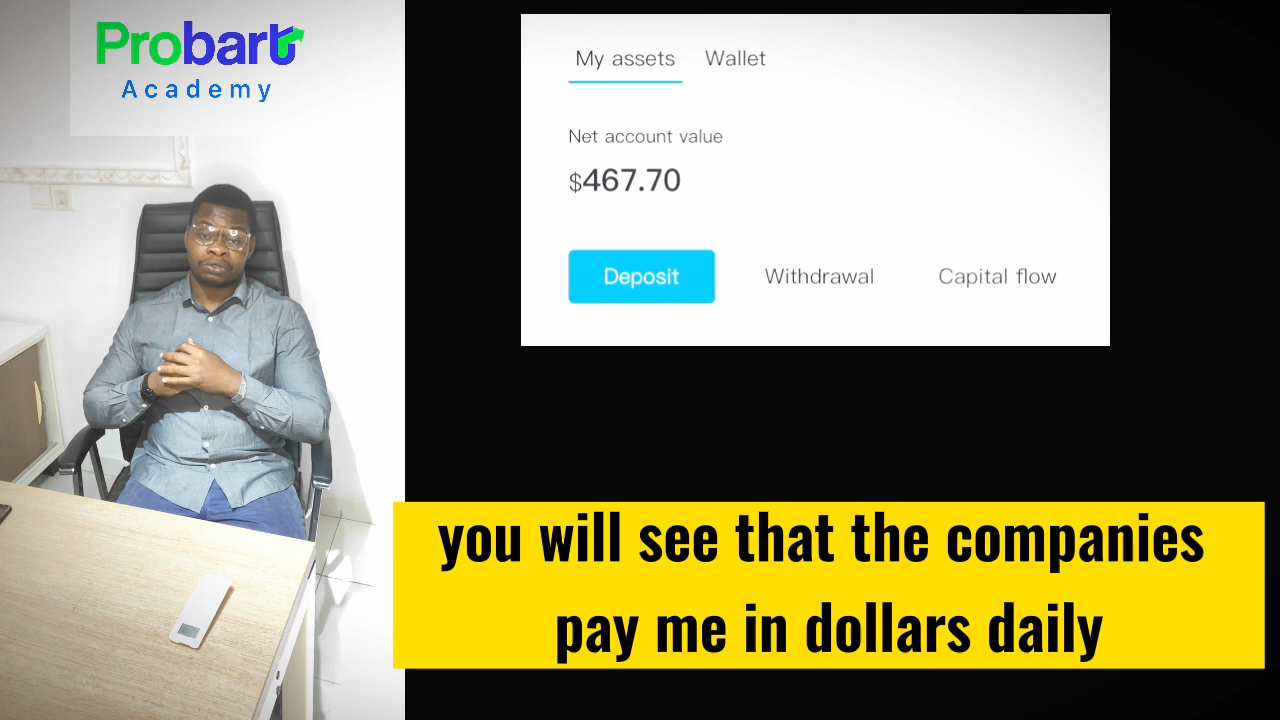 Probart
Academy
My assets Wallet
Net account value
$467.70
Deposit Withdrawal Capital flow
you will see that the companies
pay me in dollars daily